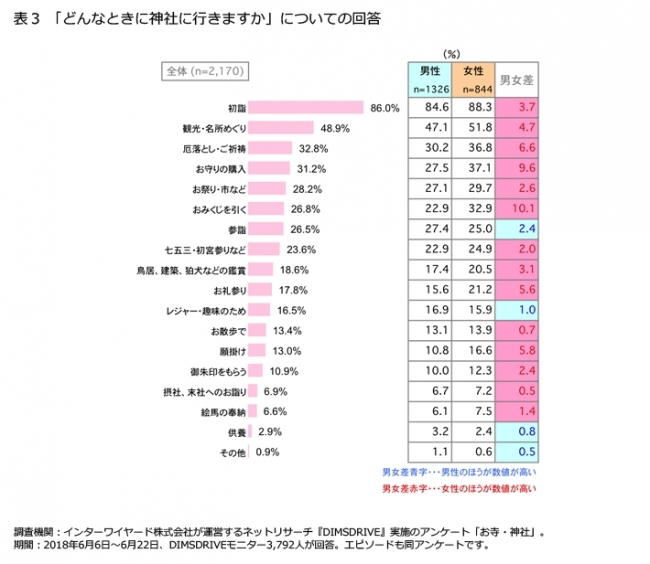 表３ 「どんなときに神社に行きますか」についての回答
(%)
全体 (n=2,170)
男性 女性 男女差
n=1326 n=844
初詣 86.0% 84.6 88.3 3.7
観光・名所めぐり 48.9% 47.1 51.8 4.7
厄落とし・ご祈祷 32.8% 30.2 36.8 6.6
お守りの購入 31.2% 27.5 37.1 9.6
お祭り・市など 28.2% 27.1 29.7 2.6
おみくじを引く 26.8% 22.9 32.9 10.1
参詣 26.5% 27.4 25.0 2.4
七五三・初宮参りなど 23.6% 22.9 24.9 2.0
鳥居、建築、狛犬などの鑑賞 18.6% 17.4 20.5 3.1
お礼参り 17.8% 15.6 21.2 5.6
レジャー・趣味のため 16.5% 16.9 15.9 1.0
お散歩で 13.4% 13.1 13.9 0.7
願掛け 13.0% 10.8 16.6 5.8
御朱印をもらう 10.9% 10.0 12.3 2.4
摂社、末社へのお詣り 6.9% 6.7 7.2 0.5
絵馬の奉納 6.6% 6.1 7.5 1.4
供養 2.9% 3.2 2.4 0.8
その他 0.9% 1.1 0.6 0.5
男女差青字・・・男性のほうが数値が高い
男女差赤字・・・女性のほうが数値が高い
調査機関：インターワイヤード株式会社が運営するネットリサーチ『DIMSDRIVE』実施のアンケート「お寺・神社」。
期間：2018年6月6日～6月22日、DIMSDRIVEモニター3,792人が回答。エピソードも同アンケートです。